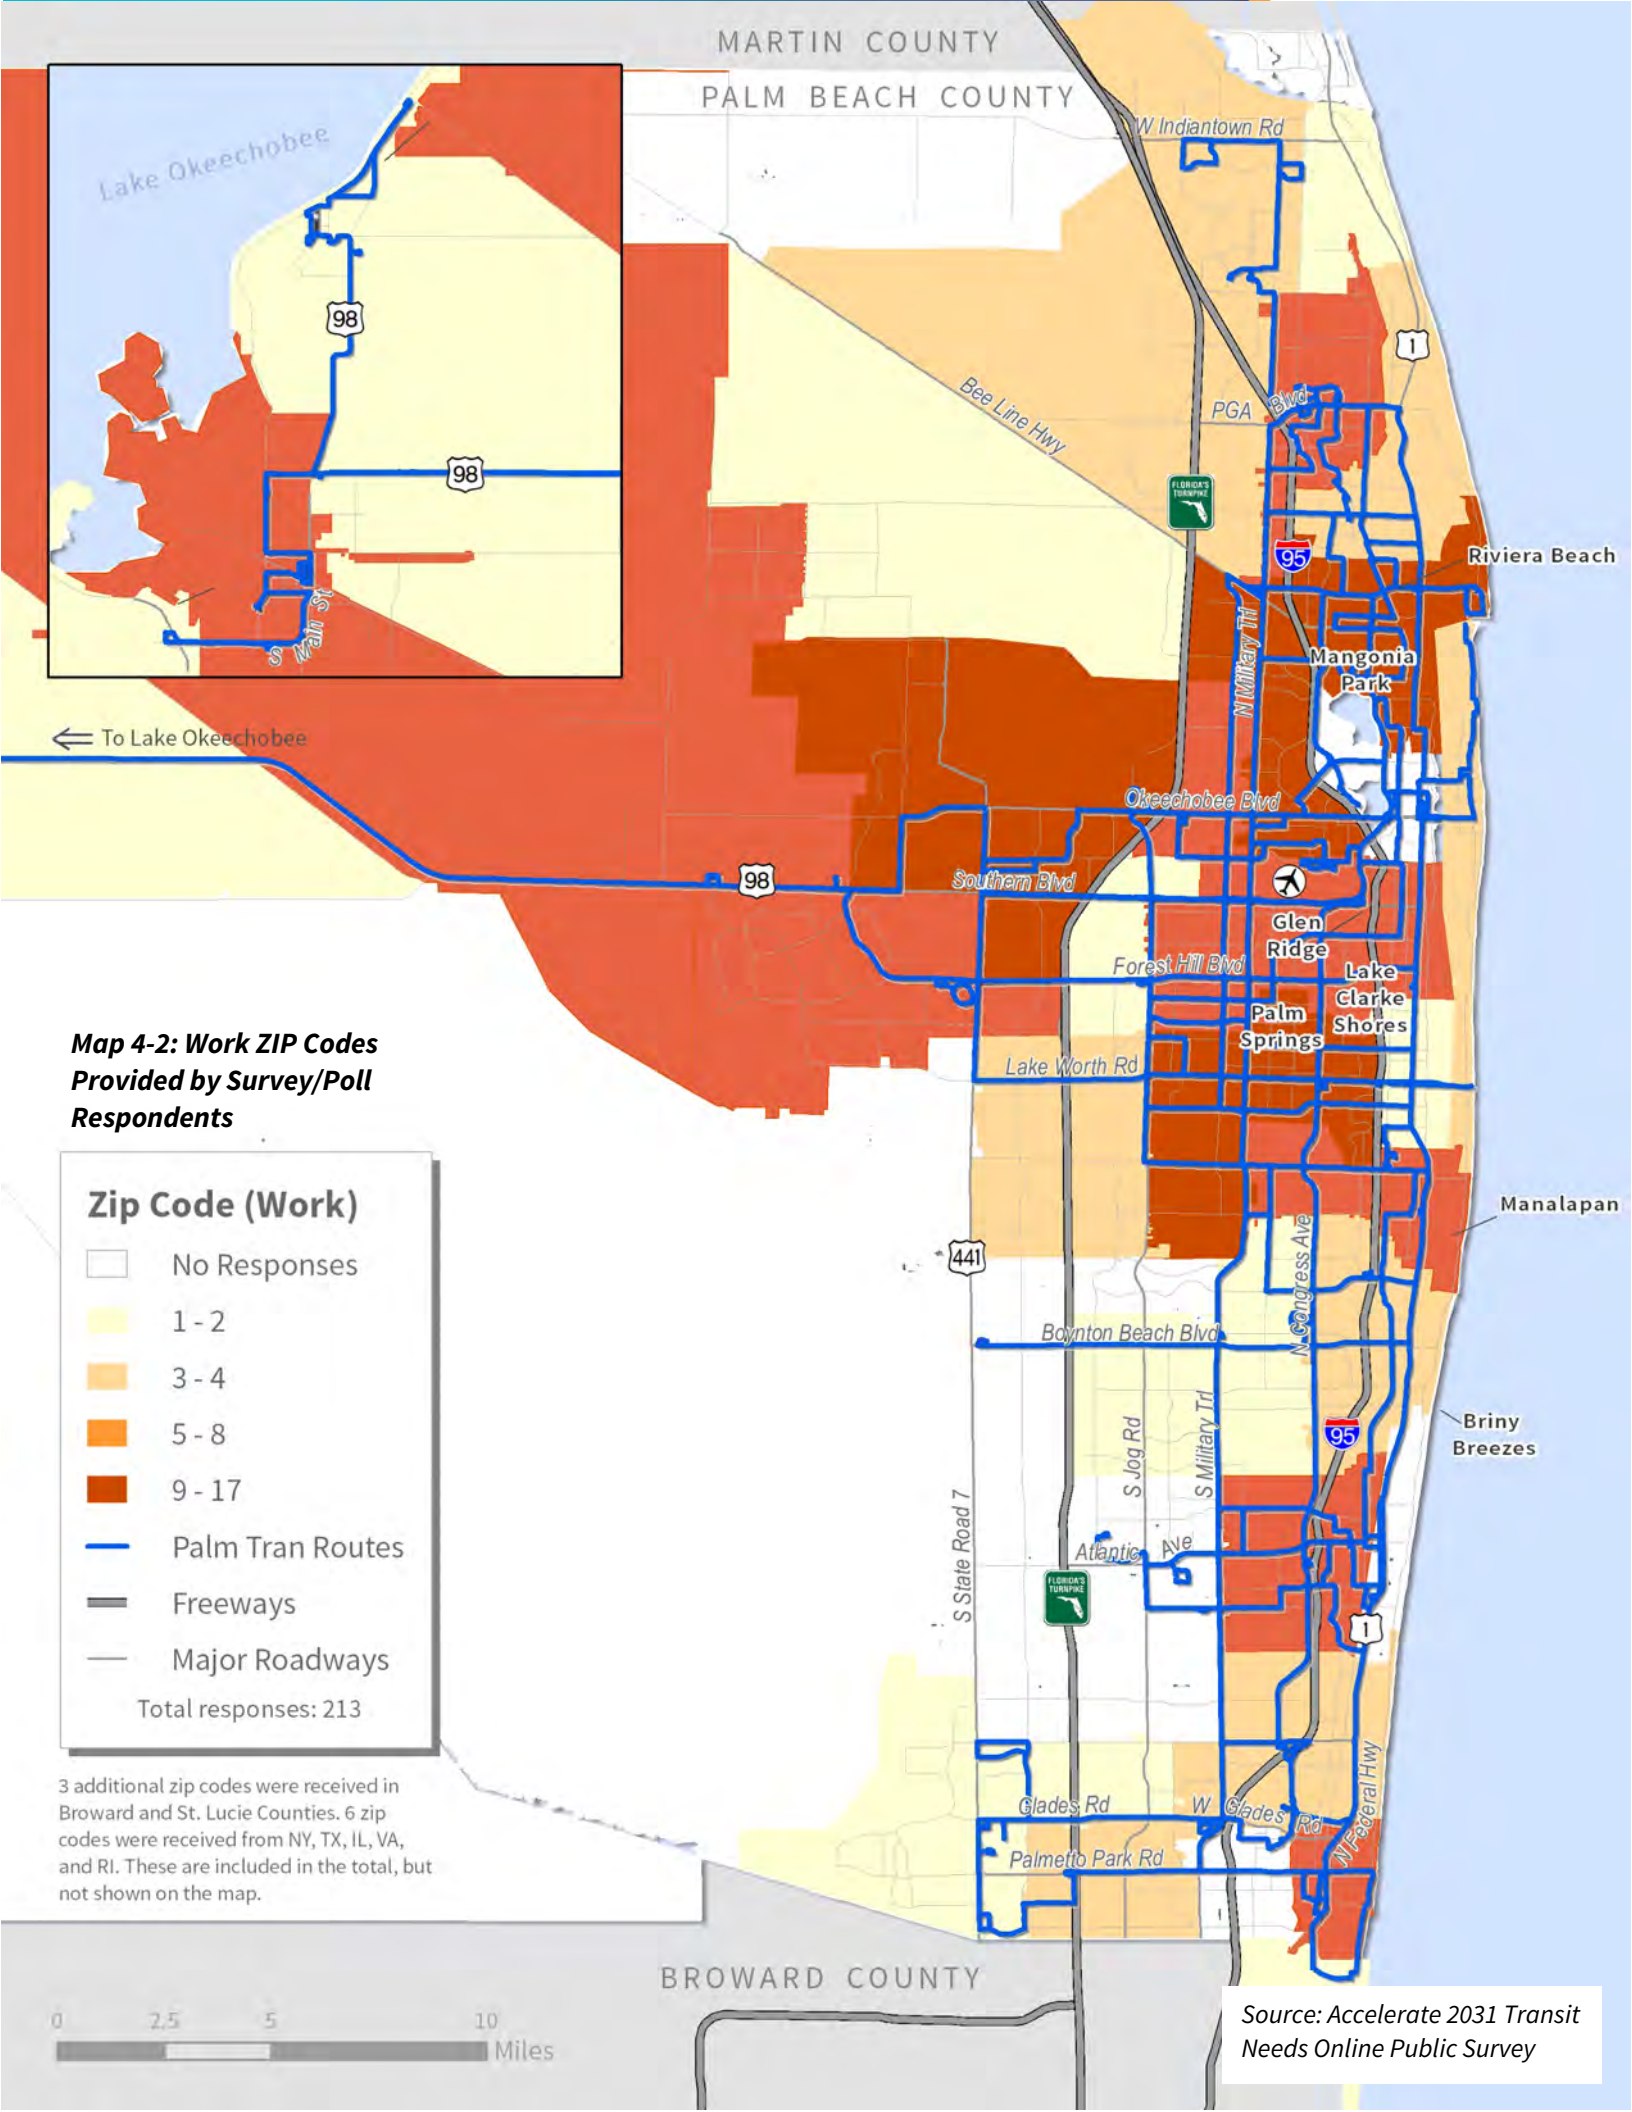 MARTIN COUNTY
PALM BEACH COUNTY
W Indiantown Rd
Lake Okeechobee
98
98
S Main St
1
Bee Line Hwy
PGA Blvd
FLORIDA'S
TURNPIKE
95
Riviera Beach
N Military Trl
Mangonia
Park
To Lake Okeechobee
Okeechobee Blvd
98
Southern Blvd
Glen
Ridge
Forest Hill Blvd
Lake
Clarke
Shores
Palm
Springs
Lake Worth Rd
Map 4-2: Work ZIP Codes
Provided by Survey/Poll
Respondents
Manalapan
441
N Congress Ave
Boynton Beach Blvd
Briny
Breezes
95
S Jog Rd
S Military Trl
S State Road 7
Atlantic Ave
FLORIDA'S
TURNPIKE
1
Zip Code (Work)
No Responses
1 - 2
3 - 4
5 - 8
9 - 17
Palm Tran Routes
Freeways
Major Roadways
Total responses: 213
3 additional zip codes were received in
Broward and St. Lucie Counties. 6 zip
codes were received from NY, TX, IL, VA,
and RI. These are included in the total, but
not shown on the map.
Glades Rd
W Glades Rd
N Federal Hwy
Palmetto Park Rd
BROWARD COUNTY
0 2.5 5 10
Miles
Source: Accelerate 2031 Transit
Needs Online Public Survey